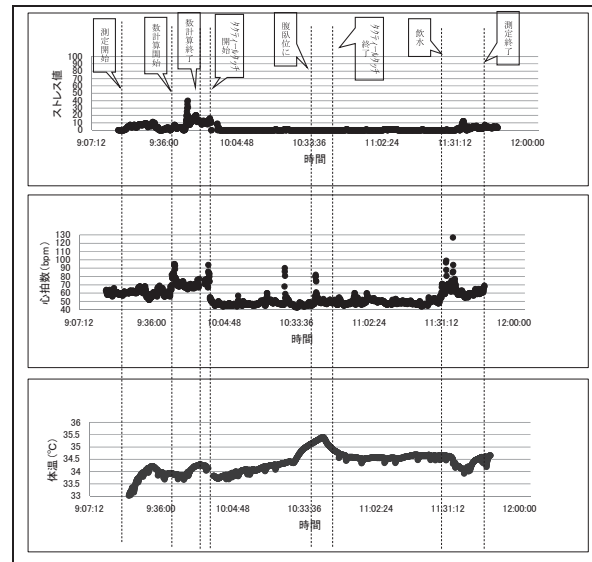 測定開始
数計算開始
数計算終了
タクティールタッチ
開始
腹臥位に
タクティールタッチ
終了
飲水
測定終了
ストレス値
100
90
80
70
60
50
40
30
20
10
0
9:07:12 9:36:00 10:04:48 10:33:36 11:02:24 11:31:12 12:00:00
時間
心拍数(bpm)
130
120
110
100
90
80
70
60
50
40
9:07:12 9:36:00 10:04:48 10:33:36 11:02:24 11:31:12 12:00:00
時間
体温(℃)
36
35.5
35
34.5
34
33.5
33
9:07:12 9:36:00 10:04:48 10:33:36 11:02:24 11:31:12 12:00:00
時間